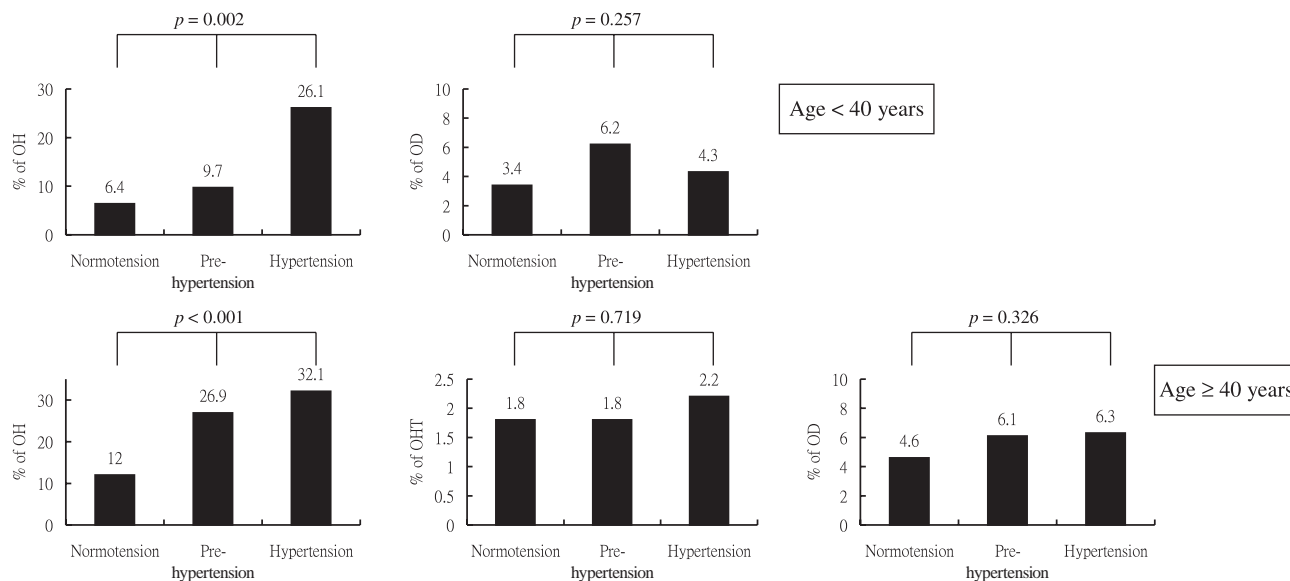 p = 0.002
30
20
10
0
% of OH
6.4
9.7
26.1
Normotension
Pre-
hypertension
Hypertension
p = 0.257
10
8
6
4
2
0
% of OD
3.4
6.2
4.3
Normotension
Pre-
hypertension
Hypertension
Age < 40 years
p < 0.001
30
20
10
0
% of OH
12
26.9
32.1
Normotension
Pre-
hypertension
Hypertension
p = 0.719
2.5
2
1.5
1
0.5
0
% of OHT
1.8
1.8
2.2
Normotension
Pre-
hypertension
Hypertension
p = 0.326
10
8
6
4
2
0
% of OD
4.6
6.1
6.3
Normotension
Pre-
hypertension
Hypertension
Age ≥ 40 years